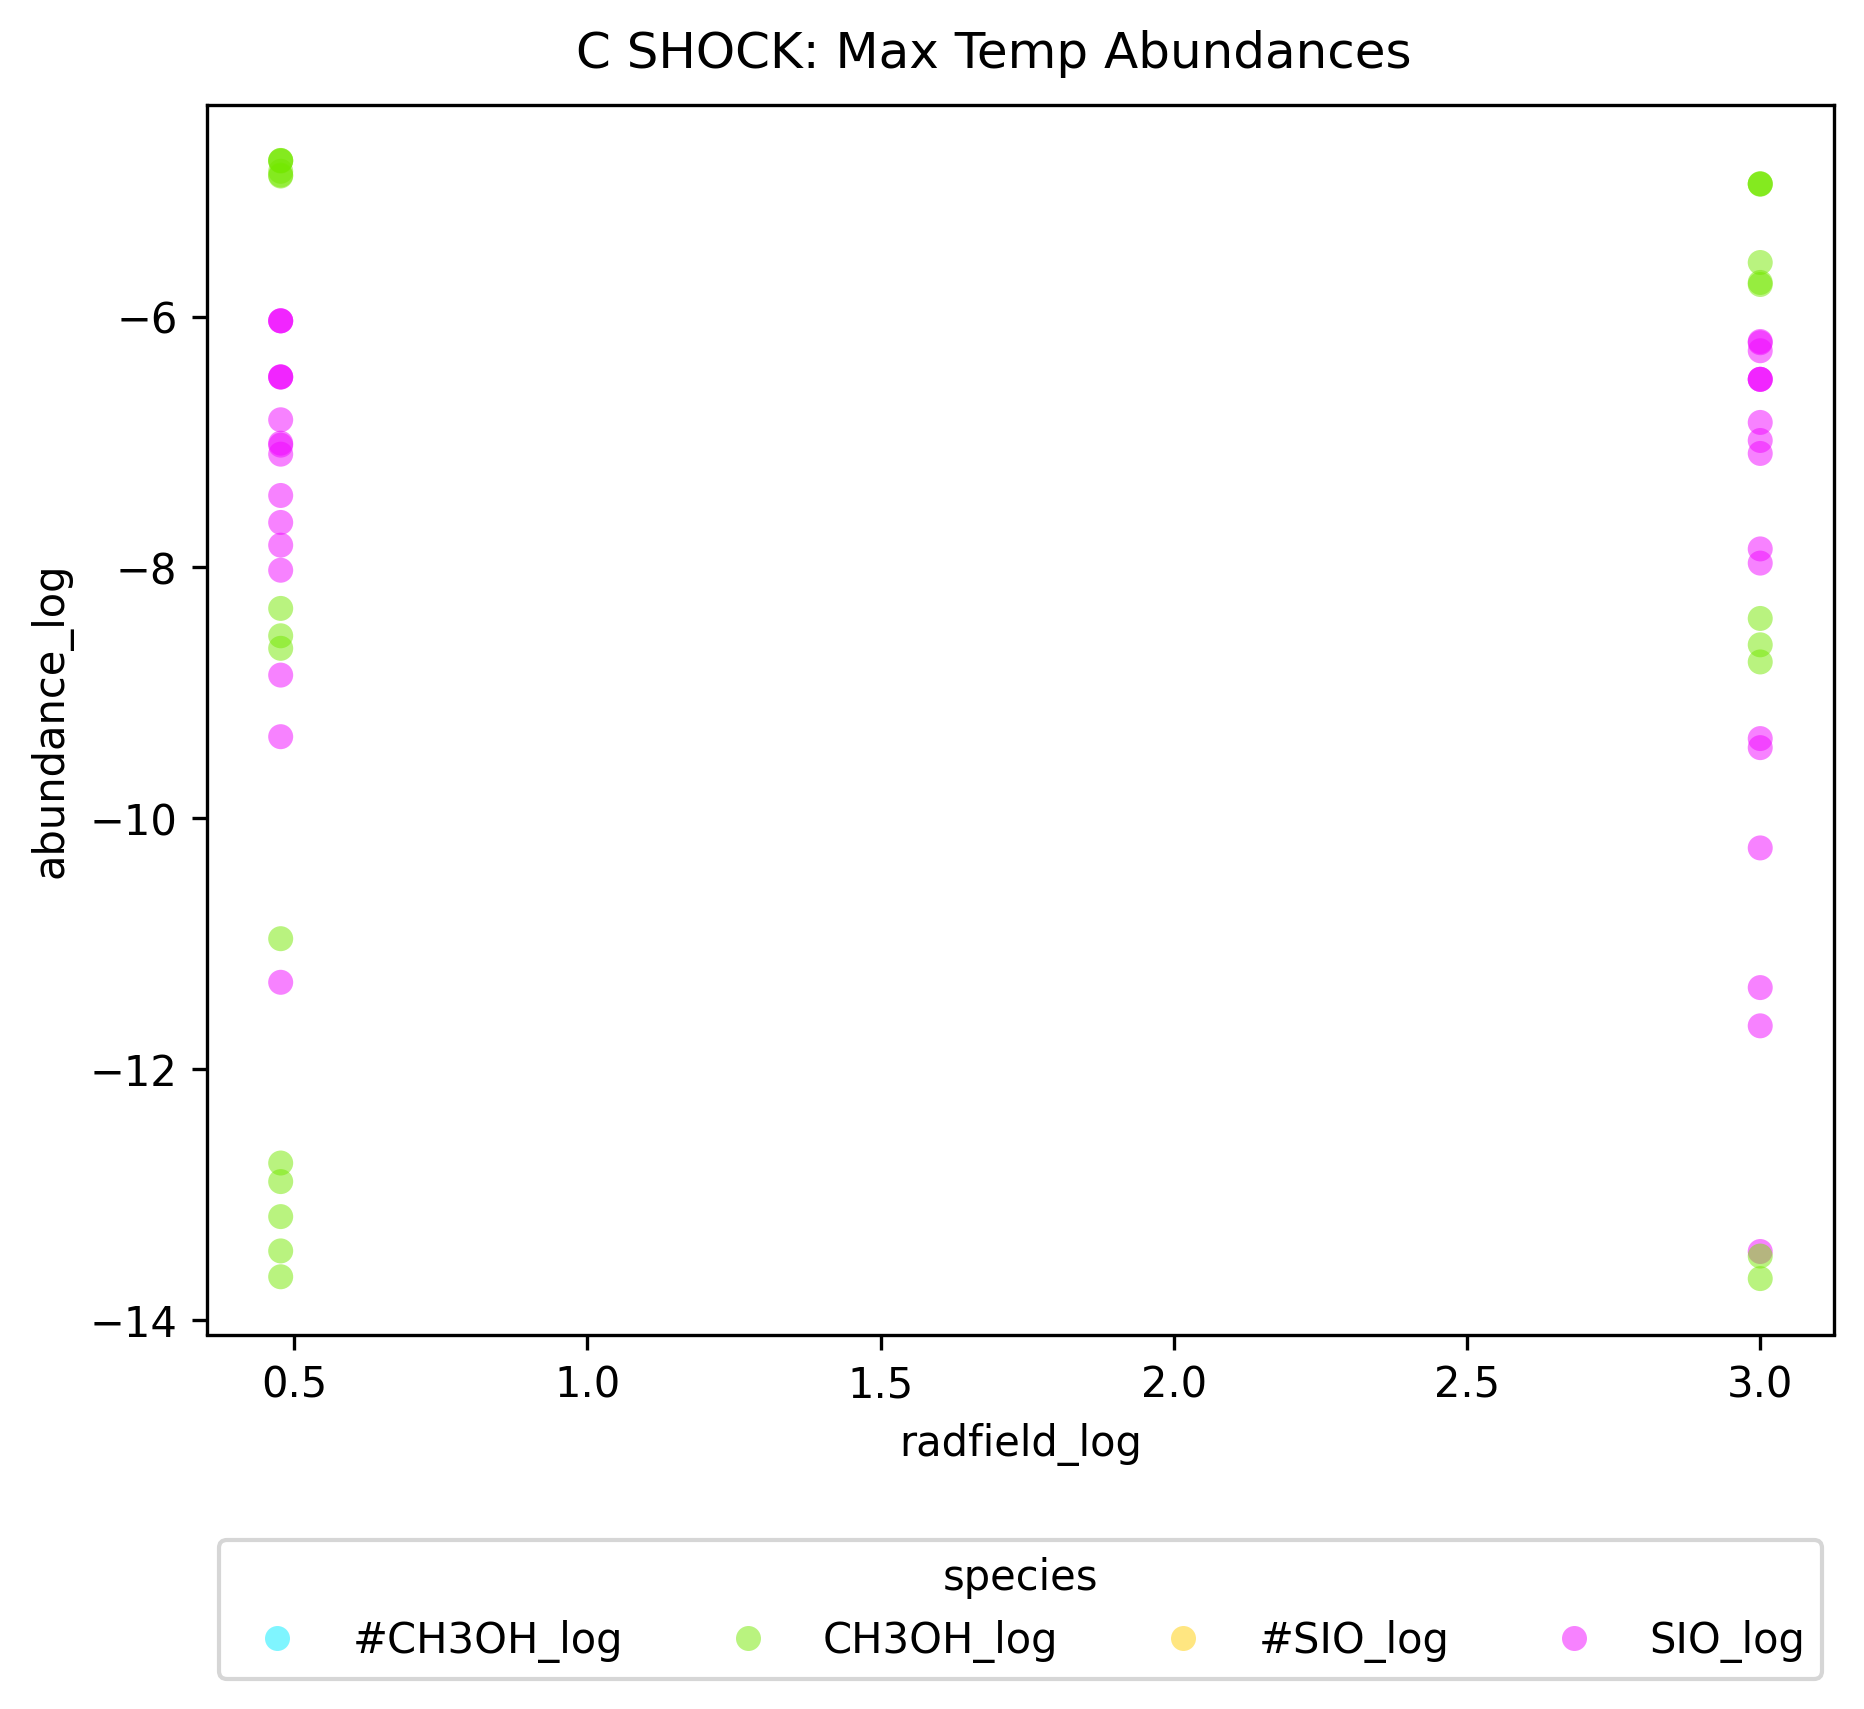 C SHOCK: Max Temp Abundances
abundance_log
−6
−8
−10
−12
−14
0.5 1.0 1.5 2.0 2.5 3.0
radfield_log
species
#CH3OH_log CH3OH_log #SIO_log SIO_log